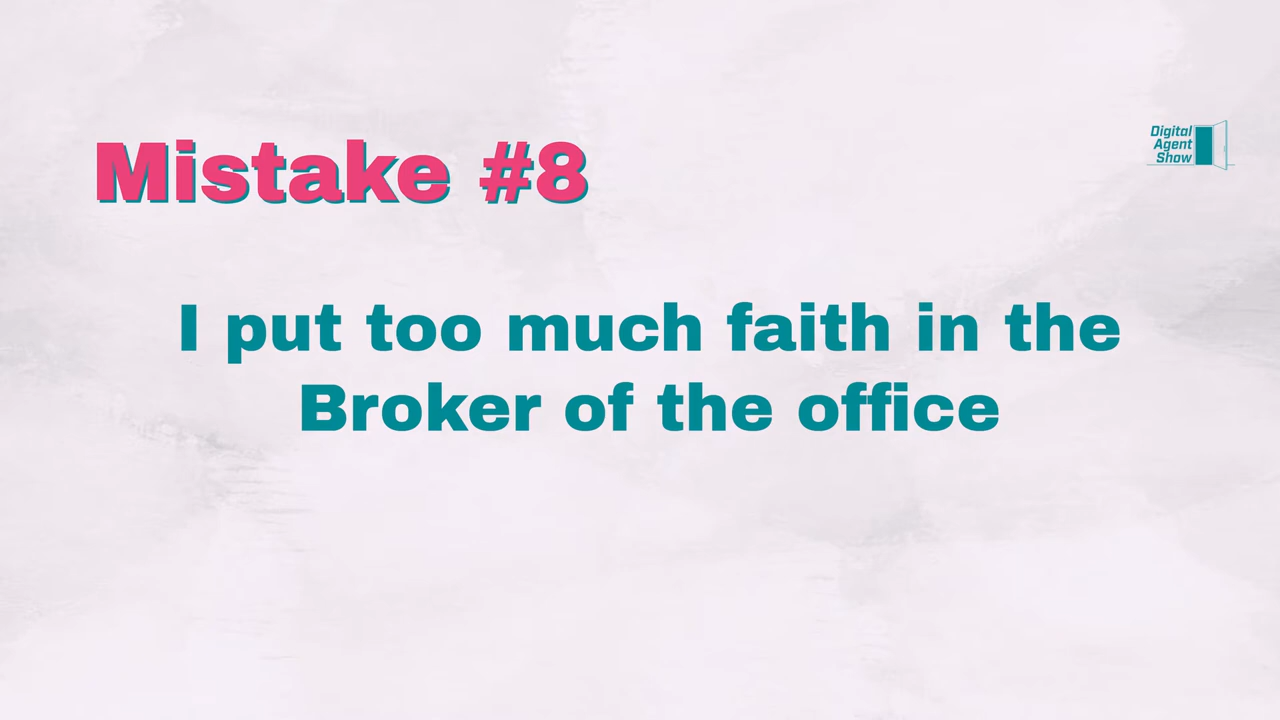 Mistake #8
Digital
Agent
Show
I put too much faith in the
Broker of the office